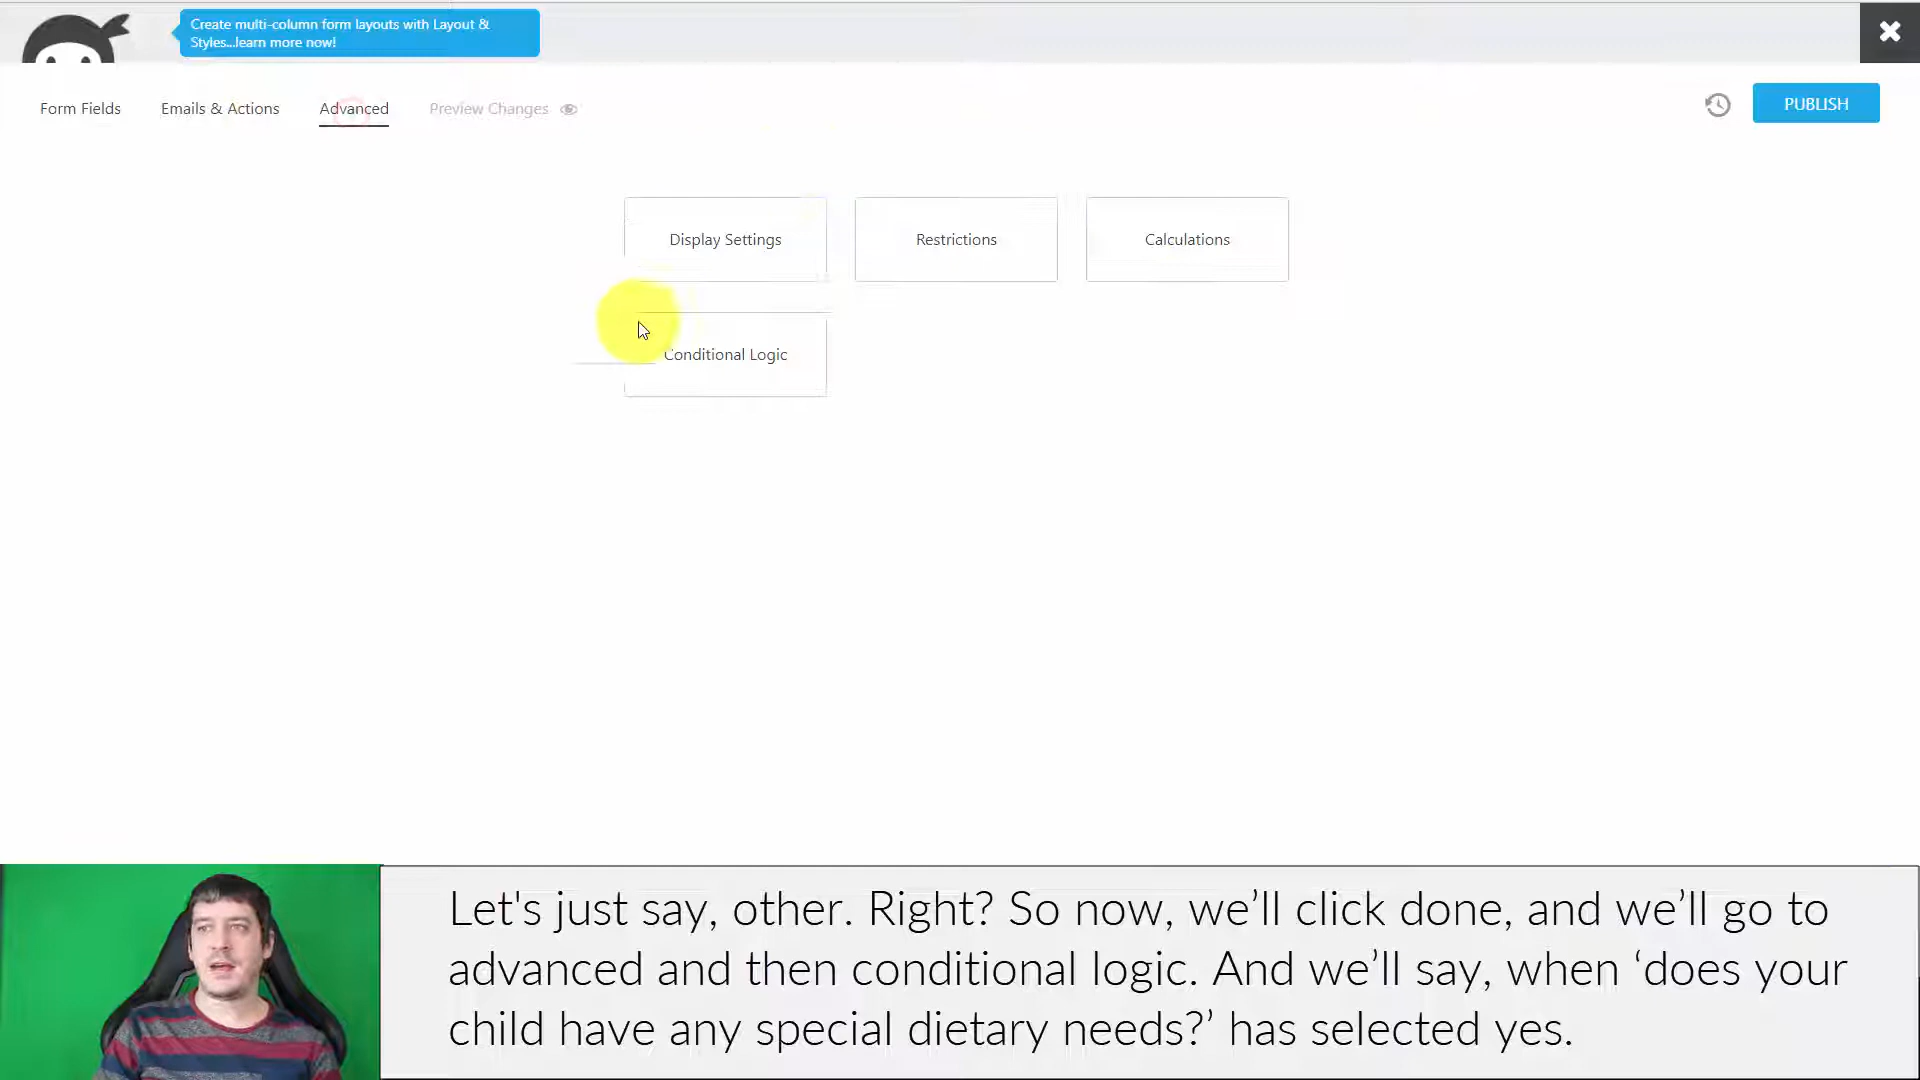 Create multi-column form layouts with Layout &
Styles...learn more now!
Form Fields
Emails & Actions
Advanced
Preview Changes
PUBLISH
Display Settings
Restrictions
Calculations
Conditional Logic
Let's just say, other. Right? So now, we’ll click done, and we’ll go to
advanced and then conditional logic. And we’ll say, when ‘does your
child have any special dietary needs?’ has selected yes.